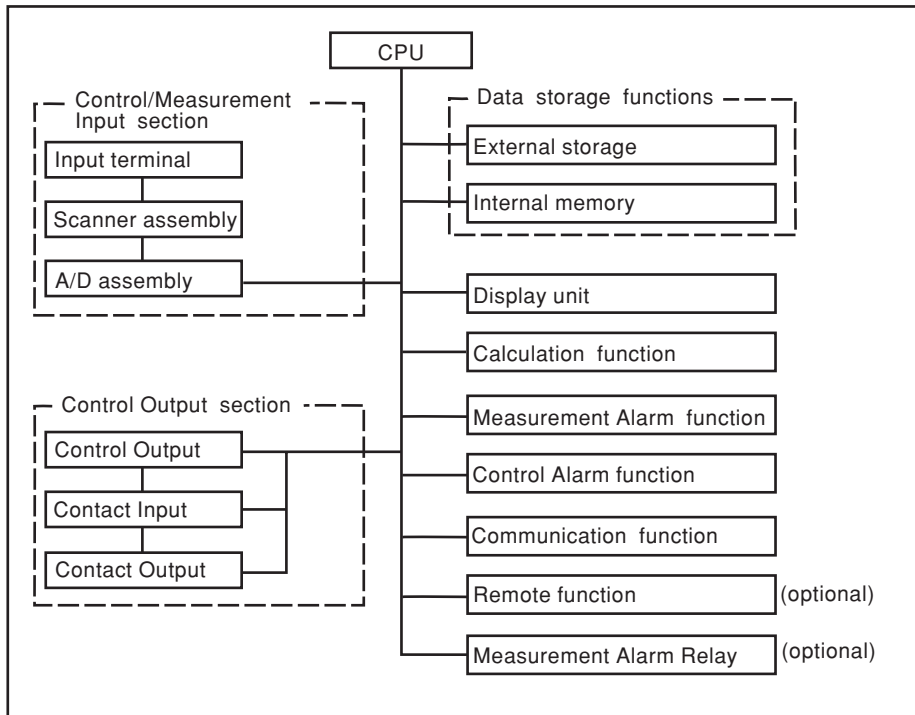 CPU
Control/Measurement
Input section
Input terminal
Scanner assembly
A/D assembly
Control Output section
Control Output
Contact Input
Contact Output
Data storage functions
External storage
Internal memory
Display unit
Calculation function
Measurement Alarm function
Control Alarm function
Communication function
Remote function (optional)
Measurement Alarm Relay (optional)